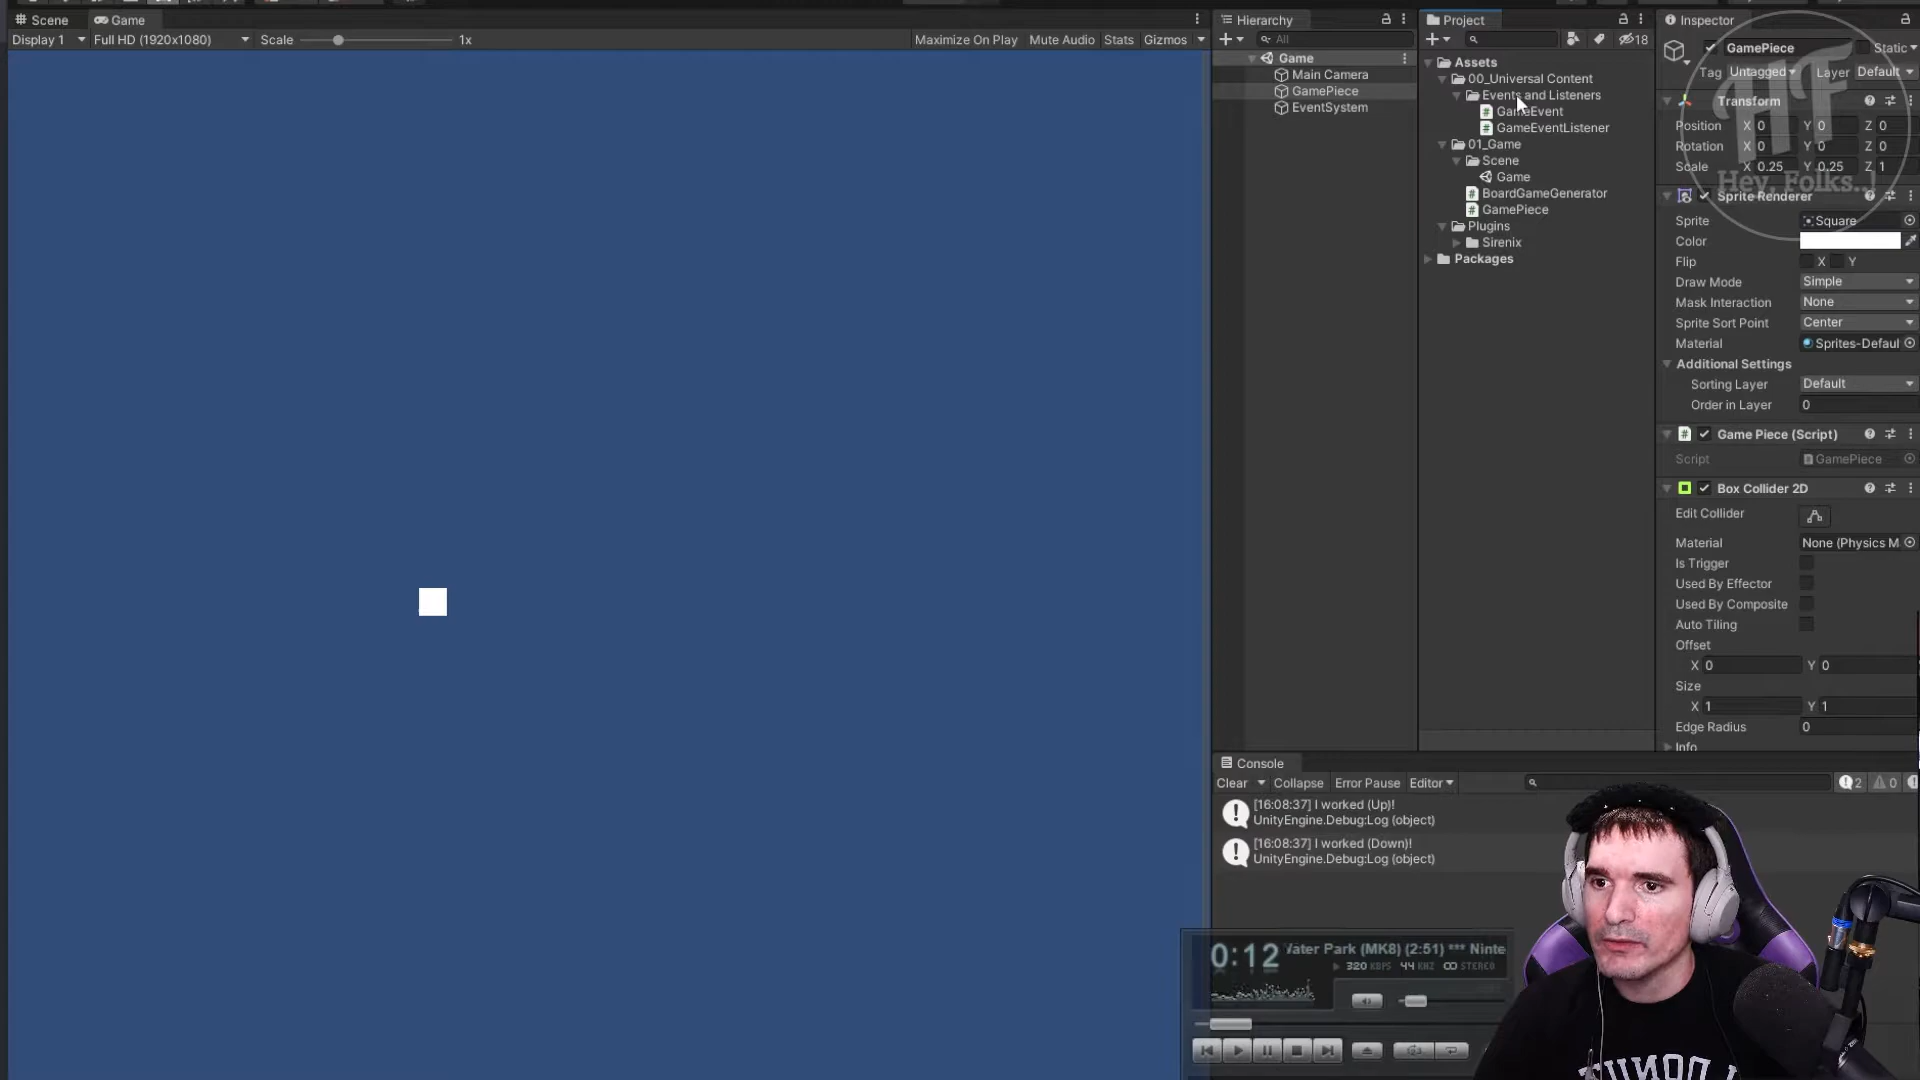 Scene
Game
Display 1
Full HD (1920x1080)
Scale
1x
Maximize On Play
Mute Audio
Stats
Gizmos
Hierarchy
All
Game
Main Camera
GamePiece
EventSystem
Project
18
Assets
00_Universal Content
Events and Listeners
GameEvent
GameEventListener
01_Game
Scene
Game
BoardGameGenerator
GamePiece
Plugins
Sirenix
Packages
Inspector
GamePiece
Static
Tag Untagged Layer Default
Transform
Position X 0 Y 0 Z 0
Rotation X 0 Y 0 Z 0
Scale X 0.25 Y 0.25 Z 1
HF
Hey, Folks..!
Sprite Renderer
Sprite Square
Color
Flip X Y
Draw Mode Simple
Mask Interaction None
Sprite Sort Point Center
Material Sprites-Defaul
Additional Settings
Sorting Layer Default
Order in Layer 0
Game Piece (Script)
Script GamePiece
Box Collider 2D
Edit Collider
Material None (Physics M
Is Trigger
Used By Effector
Used By Composite
Auto Tiling
Offset
X 0 Y 0
Size
X 1 Y 1
Edge Radius 0
Info
Console
Clear Collapse Error Pause Editor
2 0
[16:08:37] I worked (Up)!
UnityEngine.Debug:Log (object)
[16:08:37] I worked (Down)!
UnityEngine.Debug:Log (object)
0:12
Vater Park (MK8) (2:51) *** Ninte
320 KBPS 44 KHZ STEREO